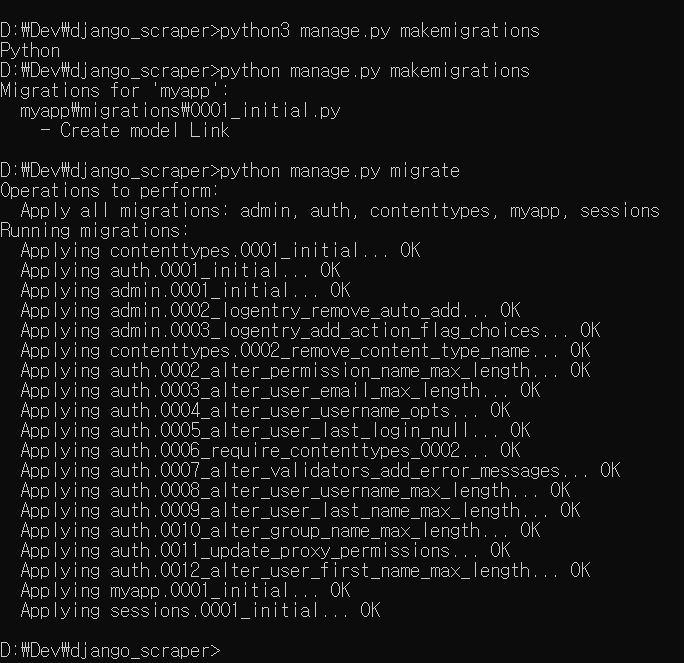 D:₩Dev₩django_scraper>python3 manage.py makemigrations
Python
D:₩Dev₩django_scraper>python manage.py makemigrations
Migrations for 'myapp':
  myapp₩migrations₩0001_initial.py
    - Create model Link

D:₩Dev₩django_scraper>python manage.py migrate
Operations to perform:
  Apply all migrations: admin, auth, contenttypes, myapp, sessions
Running migrations:
  Applying contenttypes.0001_initial... OK
  Applying auth.0001_initial... OK
  Applying admin.0001_initial... OK
  Applying admin.0002_logentry_remove_auto_add... OK
  Applying admin.0003_logentry_add_action_flag_choices... OK
  Applying contenttypes.0002_remove_content_type_name... OK
  Applying auth.0002_alter_permission_name_max_length... OK
  Applying auth.0003_alter_user_email_max_length... OK
  Applying auth.0004_alter_user_username_opts... OK
  Applying auth.0005_alter_user_last_login_null... OK
  Applying auth.0006_require_contenttypes_0002... OK
  Applying auth.0007_alter_validators_add_error_messages... OK
  Applying auth.0008_alter_user_username_max_length... OK
  Applying auth.0009_alter_user_last_name_max_length... OK
  Applying auth.0010_alter_group_name_max_length... OK
  Applying auth.0011_update_proxy_permissions... OK
  Applying auth.0012_alter_user_first_name_max_length... OK
  Applying myapp.0001_initial... OK
  Applying sessions.0001_initial... OK

D:₩Dev₩django_scraper>